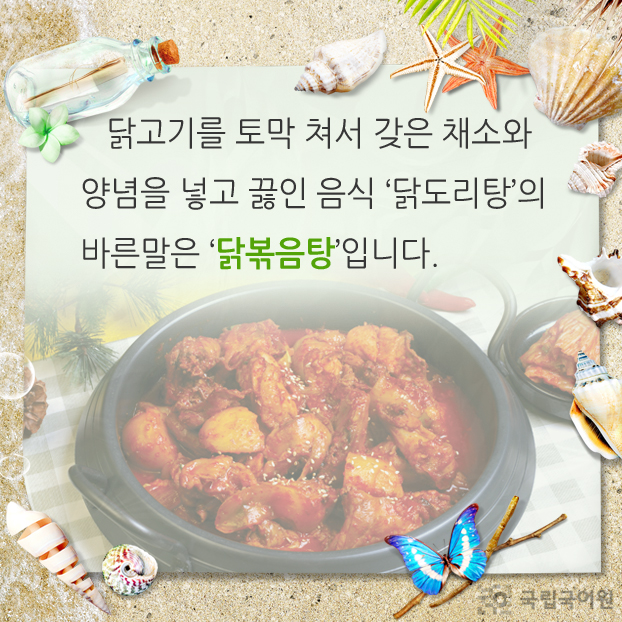 닭고기를 토막 쳐서 갖은 채소와
양념을 넣고 끓인 음식 ‘닭도리탕’의
바른말은 ‘닭볶음탕’입니다.
국립국어원